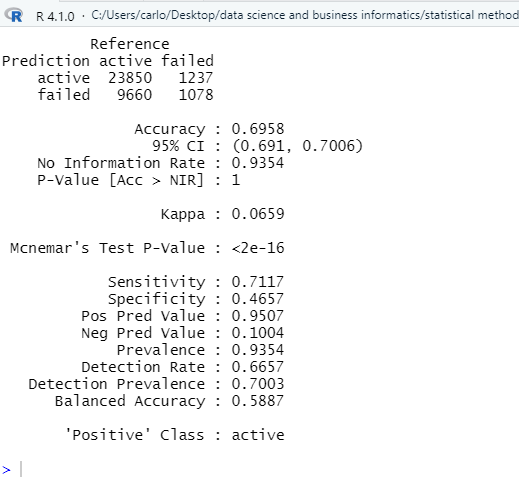 R R 4.1.0 · C:/Users/carlo/Desktop/data science and business informatics/statistical method
Reference
Prediction active failed
active 23850 1237
failed 9660 1078
Accuracy : 0.6958
95% CI : (0.691, 0.7006)
No Information Rate : 0.9354
P-Value [Acc > NIR] : 1
Kappa : 0.0659
Mcnemar's Test P-Value : <2e-16
Sensitivity : 0.7117
Specificity : 0.4657
Pos Pred Value : 0.9507
Neg Pred Value : 0.1004
Prevalence : 0.9354
Detection Rate : 0.6657
Detection Prevalence : 0.7003
Balanced Accuracy : 0.5887
'Positive' Class : active
>